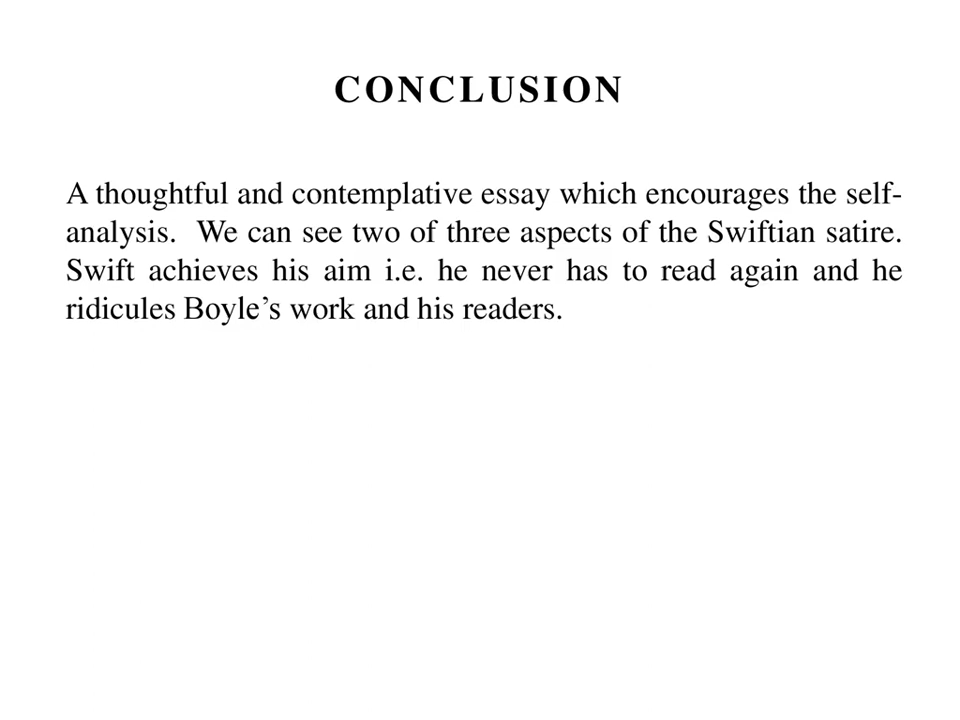 CONCLUSION
A thoughtful and contemplative essay which encourages the self-
analysis.  We can see two of three aspects of the Swiftian satire.
Swift achieves his aim i.e. he never has to read again and he
ridicules Boyle’s work and his readers.